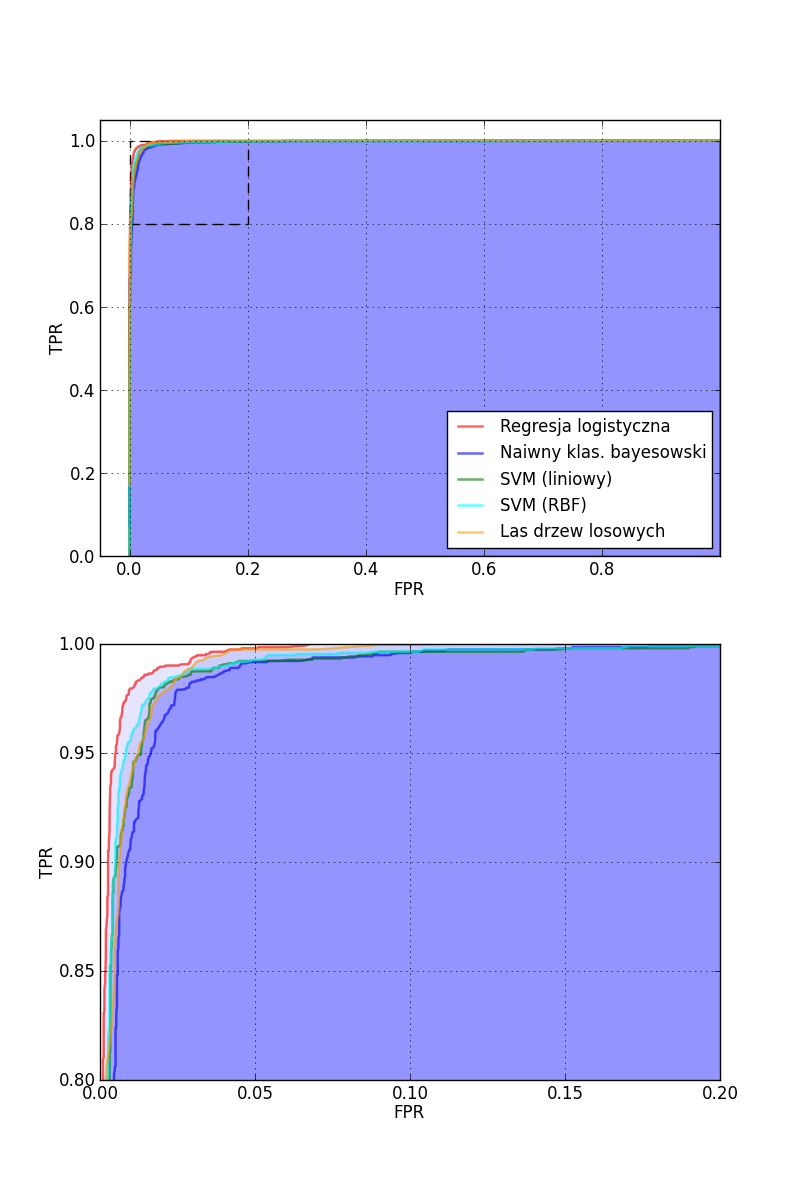 1.0
0.8
0.6
0.4
0.2
0.0
TPR
Regresja logistyczna
Naiwny klas. bayesowski
SVM (liniowy)
SVM (RBF)
Las drzew losowych
0.0 0.2 0.4 0.6 0.8
FPR
1.00
0.95
0.90
0.85
0.80
TPR
0.00 0.05 0.10 0.15 0.20
FPR